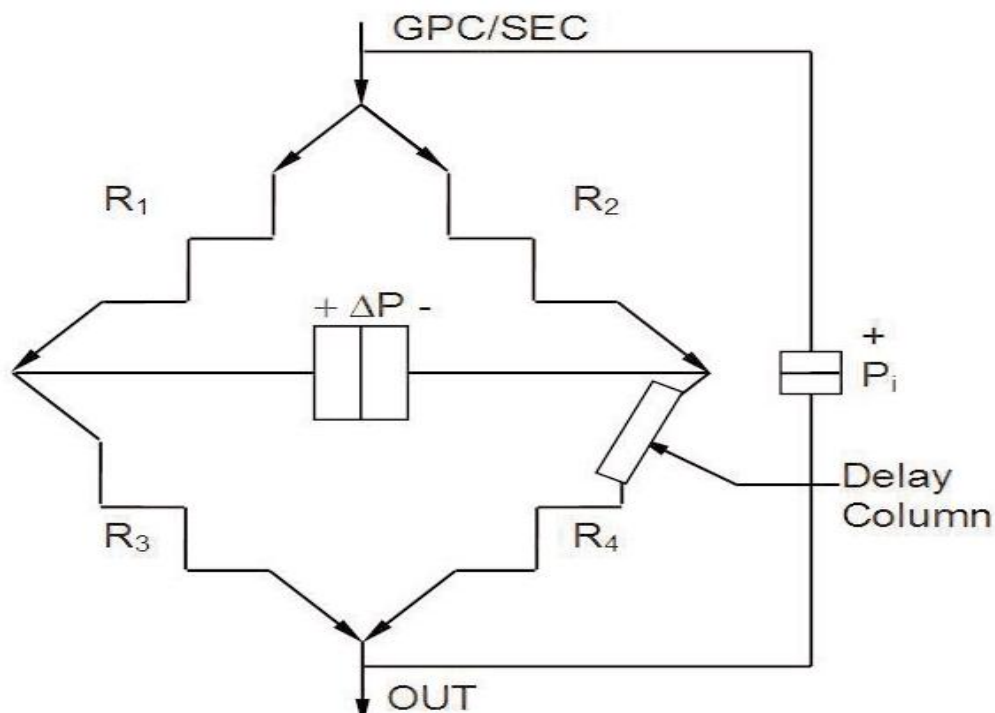 GPC/SEC
R₁
R₂
+ ΔP -
+
Pᵢ
Delay
Column
R₃
R₄
OUT